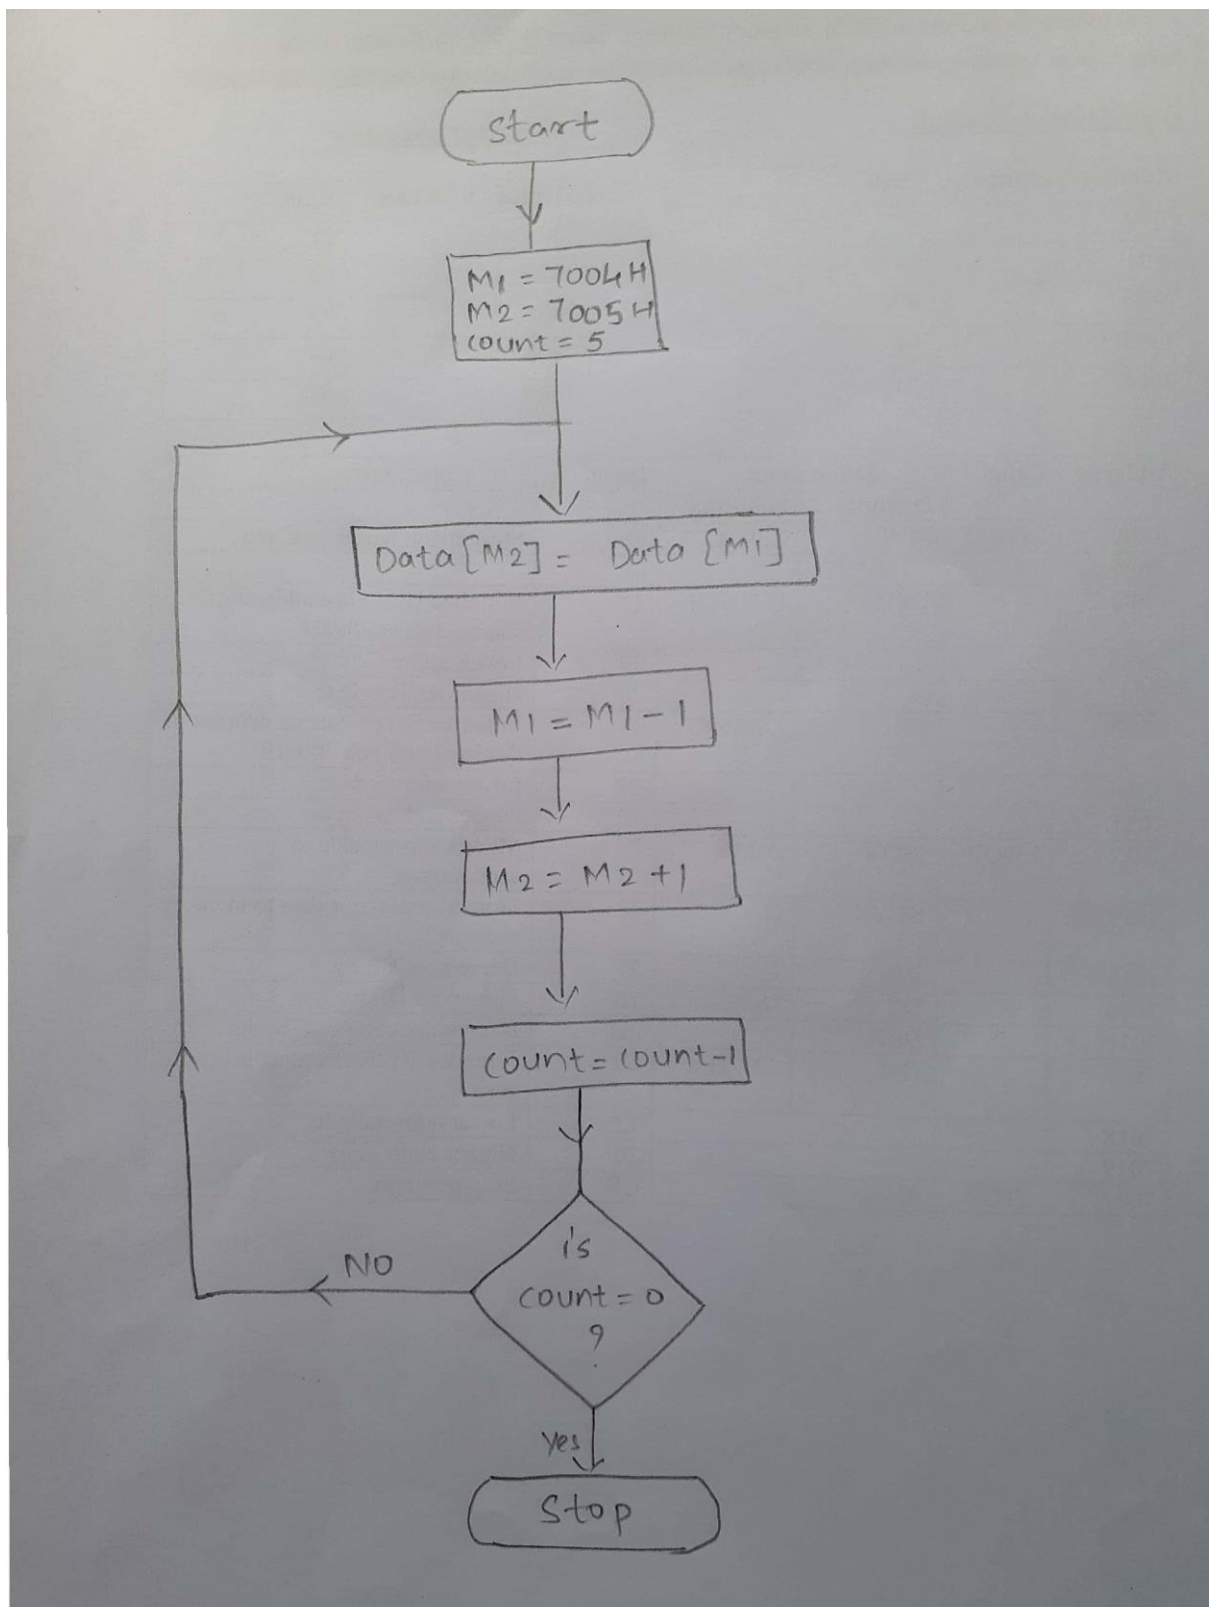 Start
M1 = 7004H
M2 = 7005H
count = 5
Data [M2] = Data [M1]
M1 = M1 - 1
M2 = M2 + 1
count = count - 1
is
count = 0
?
NO
Yes
Stop